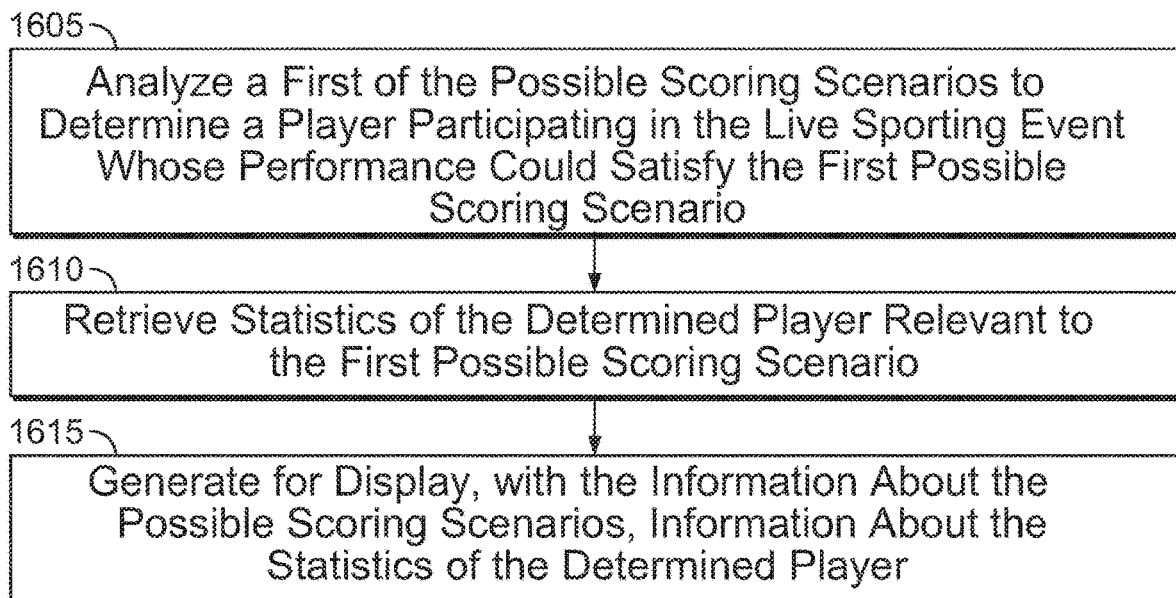 1605
Analyze a First of the Possible Scoring Scenarios to
Determine a Player Participating in the Live Sporting Event
Whose Performance Could Satisfy the First Possible
Scoring Scenario
1610
Retrieve Statistics of the Determined Player Relevant to
the First Possible Scoring Scenario
1615
Generate for Display, with the Information About the
Possible Scoring Scenarios, Information About the
Statistics of the Determined Player